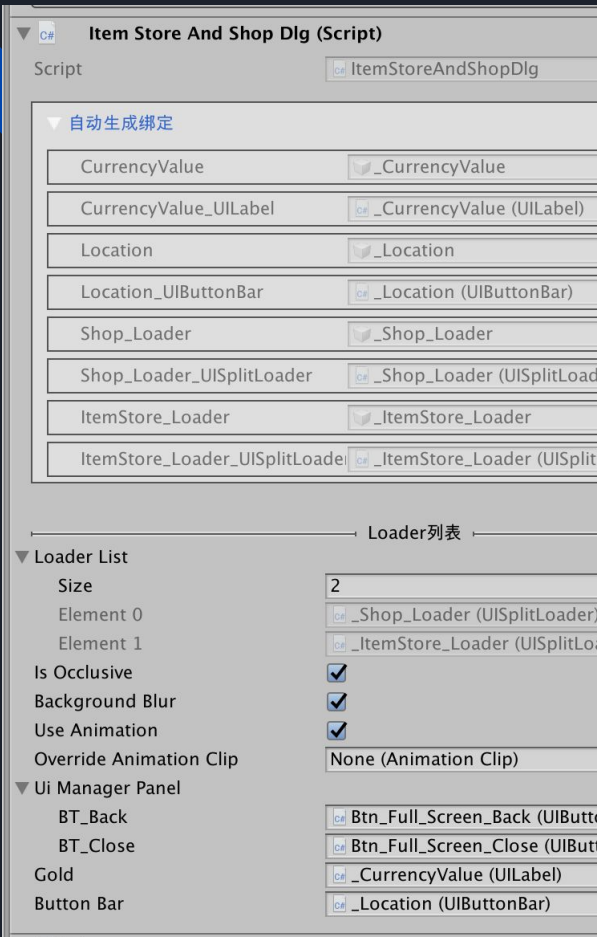 Item Store And Shop Dlg (Script)
Script ItemStoreAndShopDlg
自动生成绑定
CurrencyValue _CurrencyValue
CurrencyValue_UILabel _CurrencyValue (UILabel)
Location _Location
Location_UIButtonBar _Location (UIButtonBar)
Shop_Loader _Shop_Loader
Shop_Loader_UISplitLoader _Shop_Loader (UISplitLoad
ItemStore_Loader _ItemStore_Loader
ItemStore_Loader_UISplitLoade _ItemStore_Loader (UISplit
Loader列表
Loader List
Size 2
Element 0 _Shop_Loader (UISplitLoader)
Element 1 _ItemStore_Loader (UISplitLoa
Is Occlusive
Background Blur
Use Animation
Override Animation Clip None (Animation Clip)
Ui Manager Panel
BT_Back Btn_Full_Screen_Back (UIButto
BT_Close Btn_Full_Screen_Close (UIButt
Gold _CurrencyValue (UILabel)
Button Bar _Location (UIButtonBar)